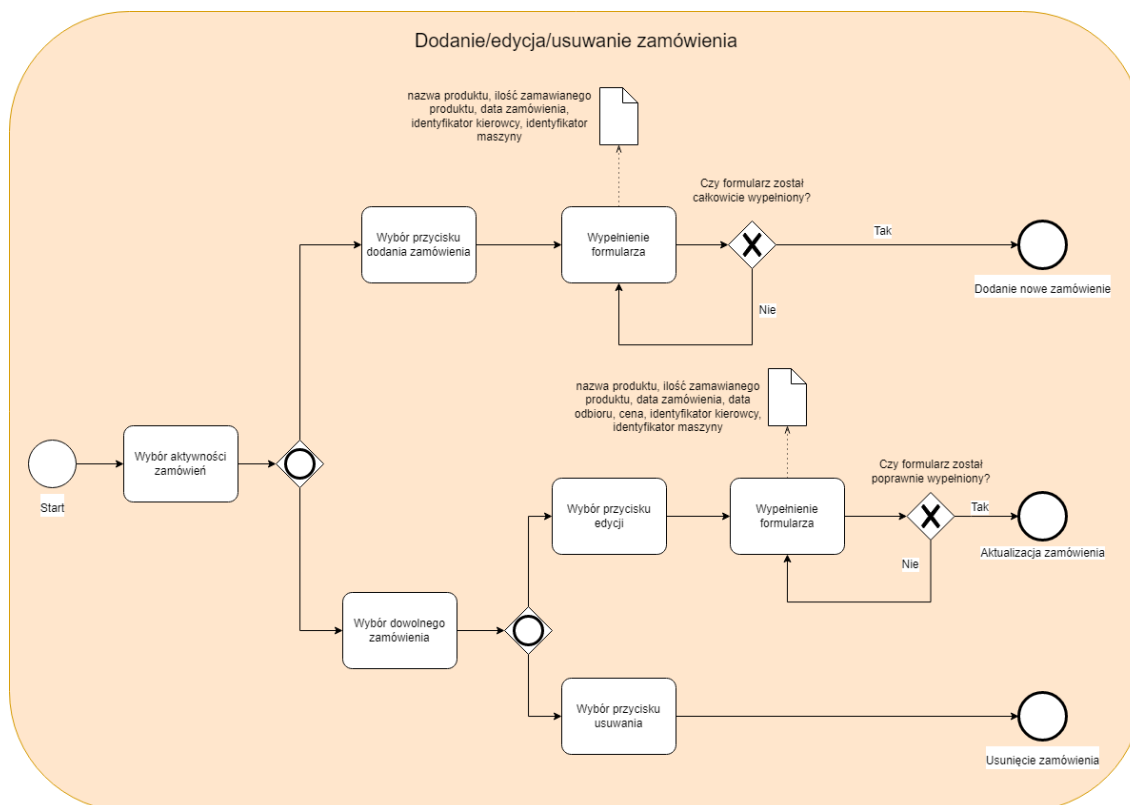 Dodanie/edycja/usuwanie zamówienia
nazwa produktu, ilość zamawianego
produktu, data zamówienia,
identyfikator kierowcy, identyfikator
maszyny
Czy formularz został
całkowicie wypełniony?
Wybór przycisku
dodania zamówienia
Wypełnienie
formularza
Tak
Dodanie nowe zamówienie
Nie
nazwa produktu, ilość zamawianego
produktu, data zamówienia, data
odbioru, cena, identyfikator kierowcy,
identyfikator maszyny
Wybór aktywności
zamówień
Start
Czy formularz został
poprawnie wypełniony?
Wybór przycisku
edycji
Wypełnienie
formularza
Tak
Aktualizacja zamówienia
Nie
Wybór dowolnego
zamówienia
Wybór przycisku
usuwania
Usunięcie zamówienia